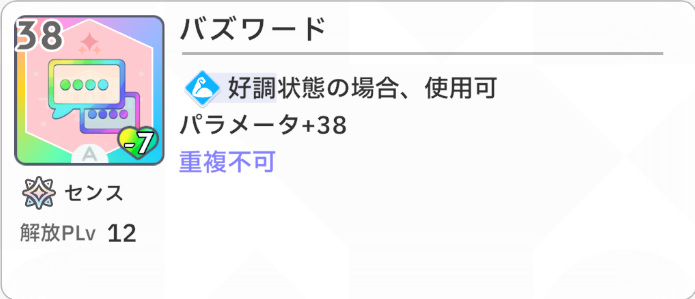 38
バズワード
好調状態の場合、使用可
パラメータ+38
重複不可
-7
A
センス
解放PLv 12